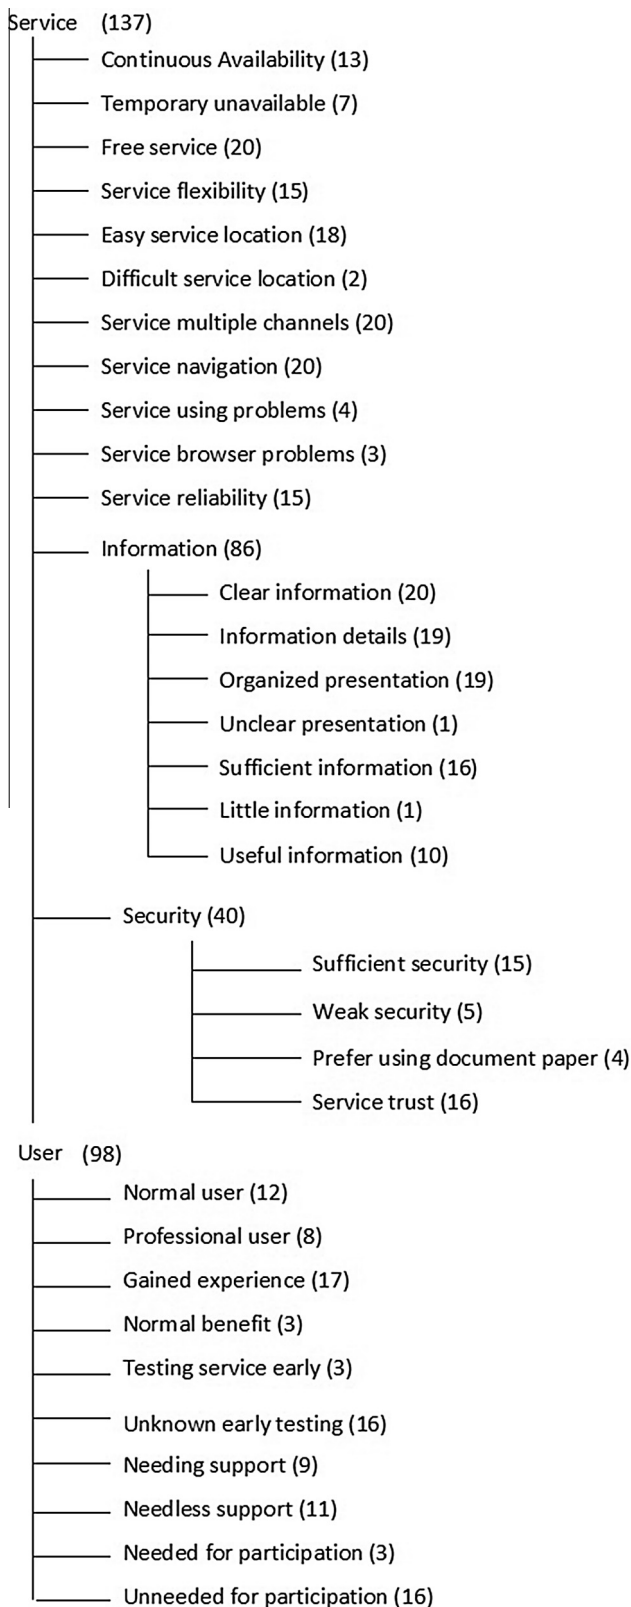 Service (137)
Continuous Availability (13)
Temporary unavailable (7)
Free service (20)
Service flexibility (15)
Easy service location (18)
Difficult service location (2)
Service multiple channels (20)
Service navigation (20)
Service using problems (4)
Service browser problems (3)
Service reliability (15)
Information (86)
Clear information (20)
Information details (19)
Organized presentation (19)
Unclear presentation (1)
Sufficient information (16)
Little information (1)
Useful information (10)
Security (40)
Sufficient security (15)
Weak security (5)
Prefer using document paper (4)
Service trust (16)
User (98)
Normal user (12)
Professional user (8)
Gained experience (17)
Normal benefit (3)
Testing service early (3)
Unknown early testing (16)
Needing support (9)
Needless support (11)
Needed for participation (3)
Unneeded for participation (16)